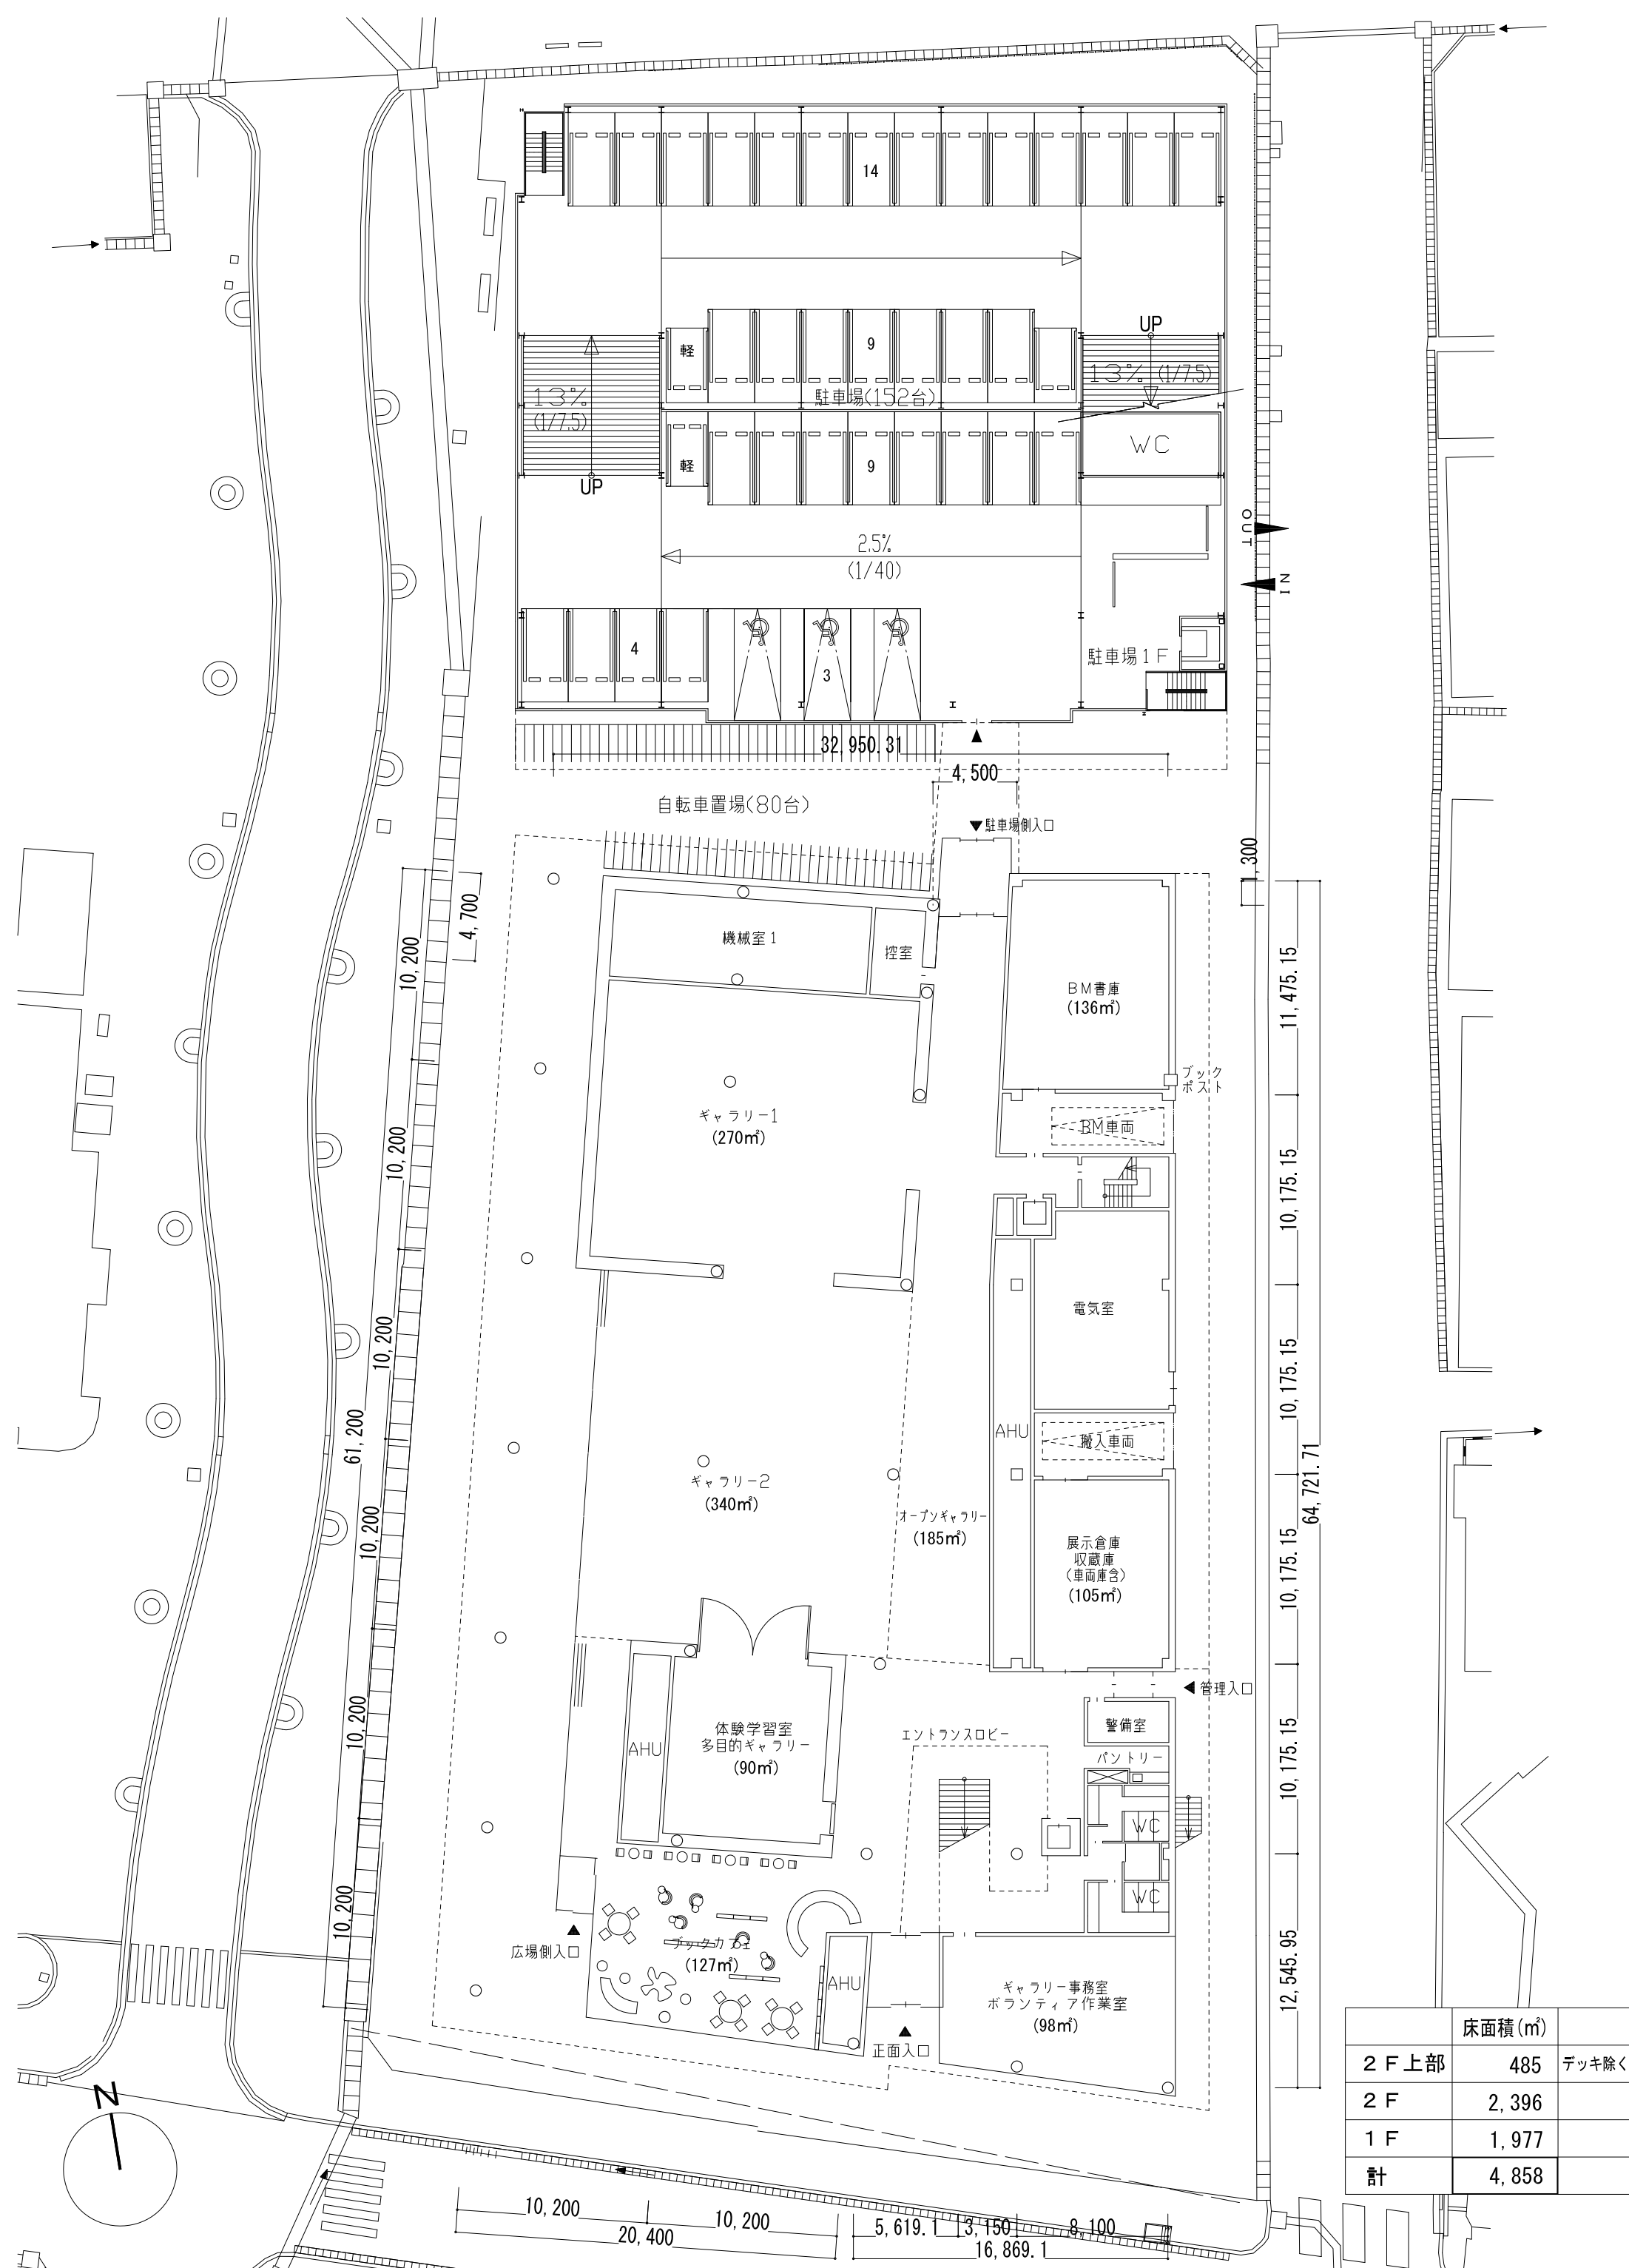 14
UP
軽
9
13% (1/7.5)
13%
(1/7.5)
駐車場(152台)
WC
軽
9
UP
OUT
2.5%
(1/40)
IN
4
3
駐車場1F
32,950.31
4,500
自転車置場(80台)
駐車場側入口
1,300
4,700
10,200
機械室1
控室
BM書庫
(136㎡)
11,475.15
ブック
ポスト
ギャラリー1
(270㎡)
BM車両
10,200
10,175.15
電気室
10,200
10,175.15
61,200
AHU
搬入車両
64,721.71
ギャラリー2
(340㎡)
オープンギャラリー
(185㎡)
10,200
展示倉庫
収蔵庫
(車両庫含)
(105㎡)
10,175.15
管理入口
体験学習室
多目的ギャラリー
(90㎡)
AHU
エントランスロビー
警備室
パントリー
10,200
10,175.15
WC
WC
10,200
広場側入口
ブックカフェ
(127㎡)
AHU
ギャラリー事務室
ボランティア作業室
(98㎡)
12,545.95
正面入口
床面積(㎡)
2F上部 485 デッキ除く
2F 2,396
1F 1,977
計 4,858
N
10,200
10,200
20,400
5,619.1
3,150
8,100
16,869.1